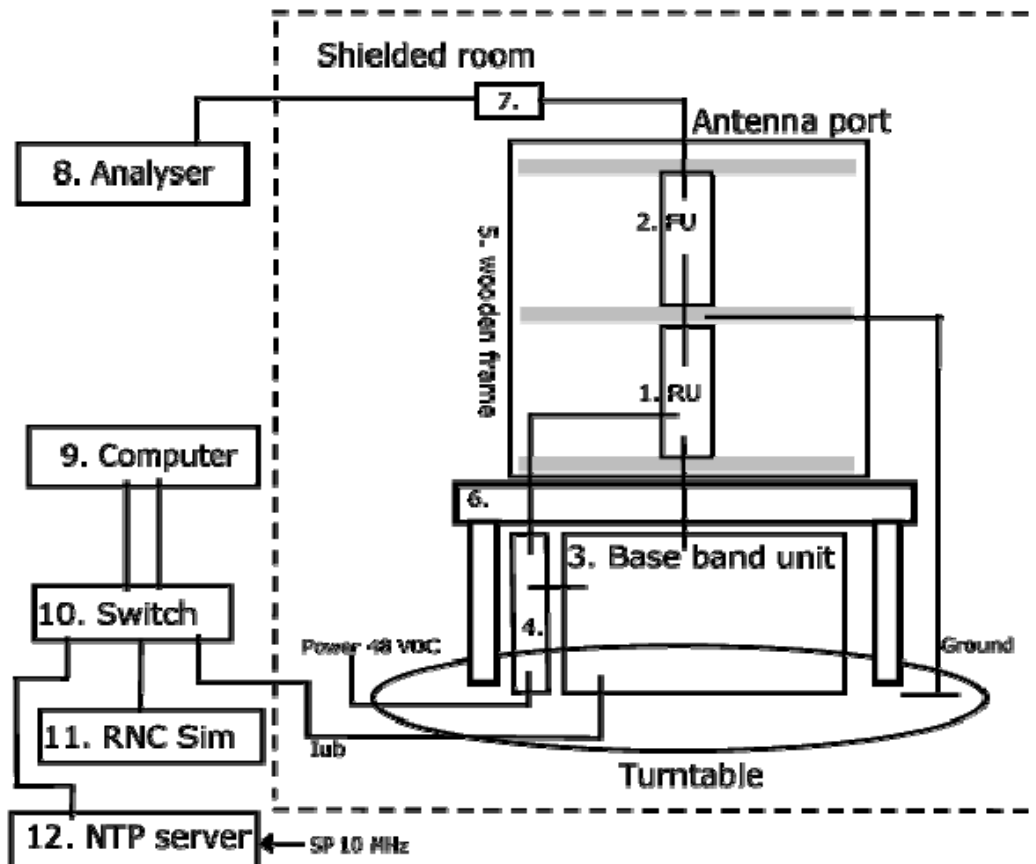 Shielded room
7.
Antenna port
8. Analyser
2. FU
5. wooden frame
1. RU
9. Computer
6.
3. Base band unit
10. Switch
4.
Power 48 VDC
Ground
11. RNC Sim
Iub
Turntable
12. NTP server
SP 10 MHz